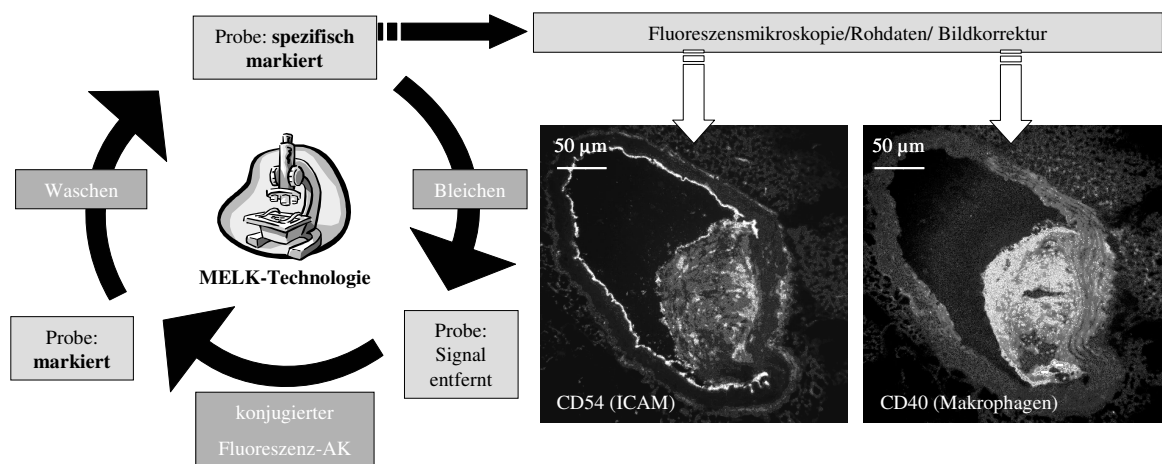 Probe: spezifisch
markiert
Fluoreszensmikroskopie/Rohdaten/ Bildkorrektur
Waschen
Bleichen
MELK-Technologie
Probe:
markiert
Probe:
Signal
entfernt
konjugierter
Fluoreszenz-AK
50 µm
CD54 (ICAM)
50 µm
CD40 (Makrophagen)